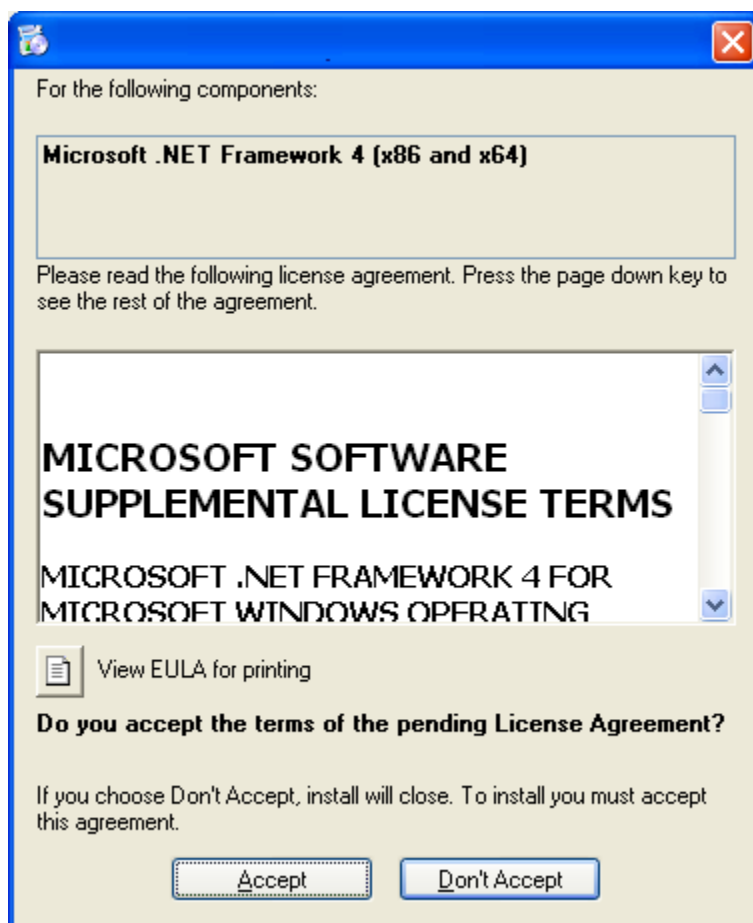 For the following components:
Microsoft .NET Framework 4 (x86 and x64)
Please read the following license agreement. Press the page down key to
see the rest of the agreement.
MICROSOFT SOFTWARE
SUPPLEMENTAL LICENSE TERMS
MICROSOFT .NET FRAMEWORK 4 FOR
MICROSOFT WINDOWS OPERATING
View EULA for printing
Do you accept the terms of the pending License Agreement?
If you choose Don't Accept, install will close. To install you must accept
this agreement.
Accept
Don't Accept